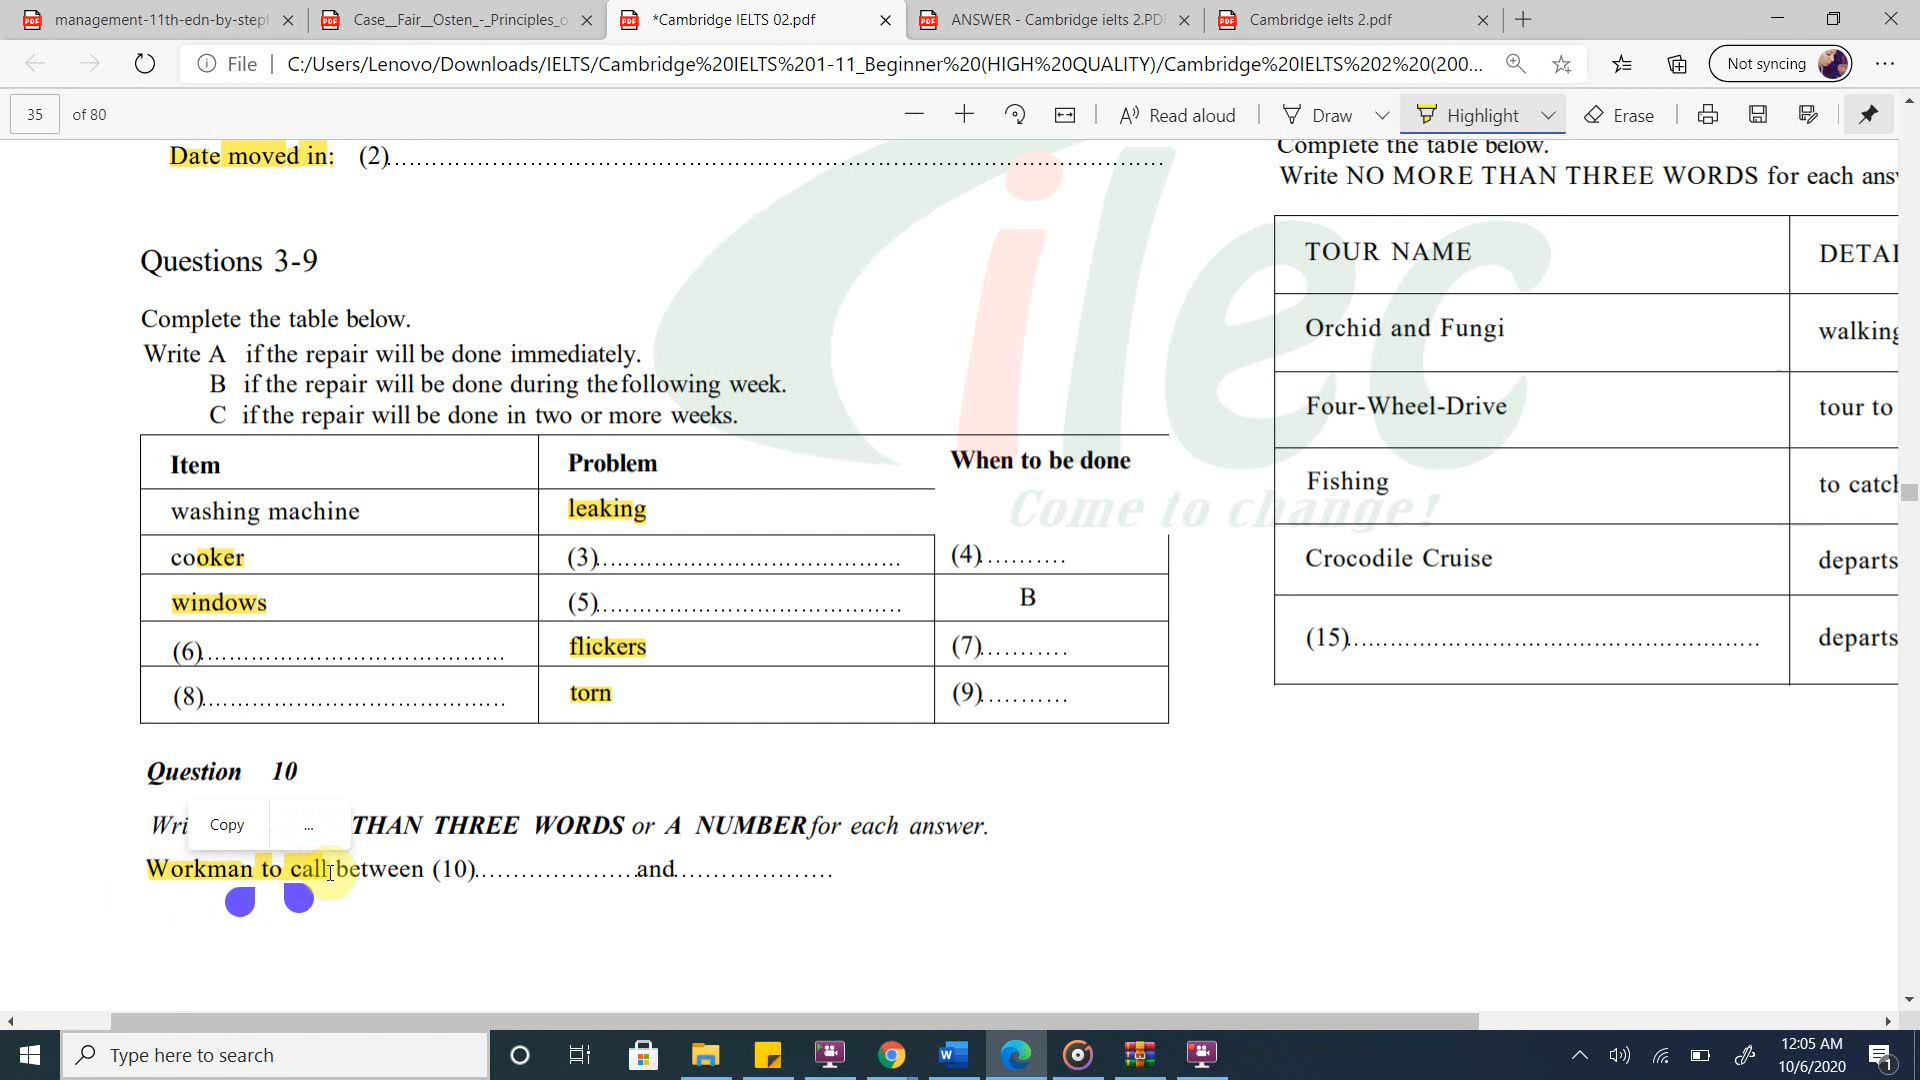 management-11th-edn-by-step
Case__Fair__Osten_-_Principles_o
*Cambridge IELTS 02.pdf
ANSWER - Cambridge ielts 2.PDF
Cambridge ielts 2.pdf
File
C:/Users/Lenovo/Downloads/IELTS/Cambridge%20IELTS%201-11_Beginner%20(HIGH%20QUALITY)/Cambridge%20IELTS%202%20(200...
Not syncing
35 of 80
Read aloud
Draw
Highlight
Erase
Date moved in: (2)
Questions 3-9
Complete the table below.
Write A if the repair will be done immediately.
B if the repair will be done during the following week.
C if the repair will be done in two or more weeks.
Item Problem When to be done
washing machine leaking
cooker (3) (4)
windows (5) B
(6) flickers (7)
(8) torn (9)
Question 10
Wri
Copy ...
THAN THREE WORDS or A NUMBER for each answer.
Workman to call between (10) and
Complete the table below.
Write NO MORE THAN THREE WORDS for each ans
TOUR NAME DETAI
Orchid and Fungi walking
Four-Wheel-Drive tour to
Fishing to catch
Crocodile Cruise departs
(15) departs
ilec
Come to change!
Type here to search
12:05 AM
10/6/2020
1